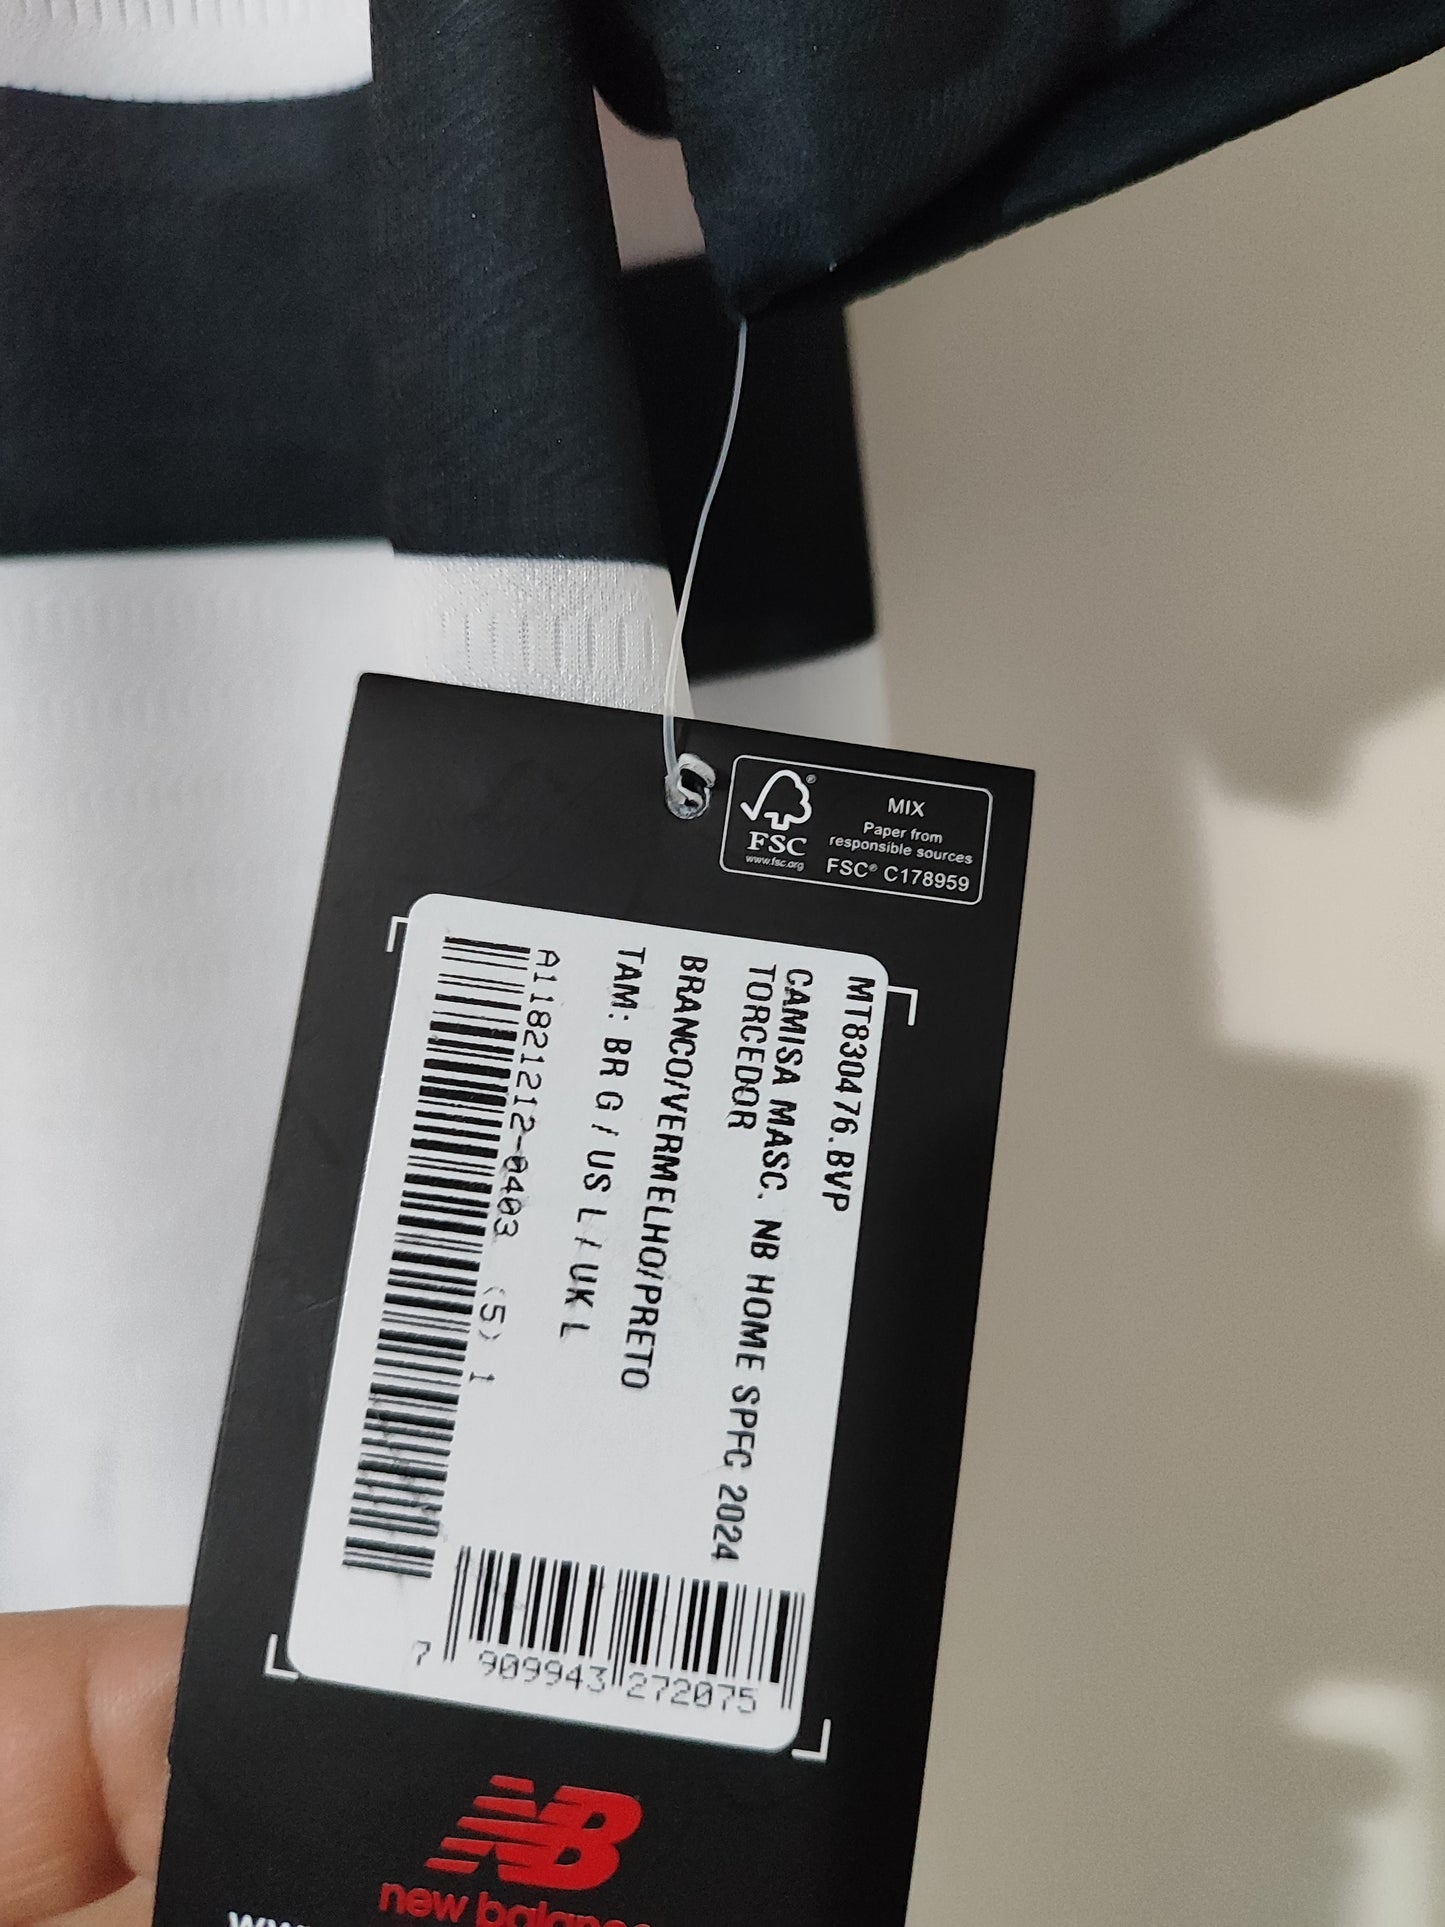 FSC
www.fsc.org
MIX
Paper from
responsible sources
FSC® C178959
MT830476.BVP
CAMISA MASC. NB HOME SPFC 2024
TORCEDOR
BRANCO/VERMELHO/PRETO
TAM: BR G / US L / UK L
A11821212-0403 (5) 1
7 909943 272075
NB
new balance